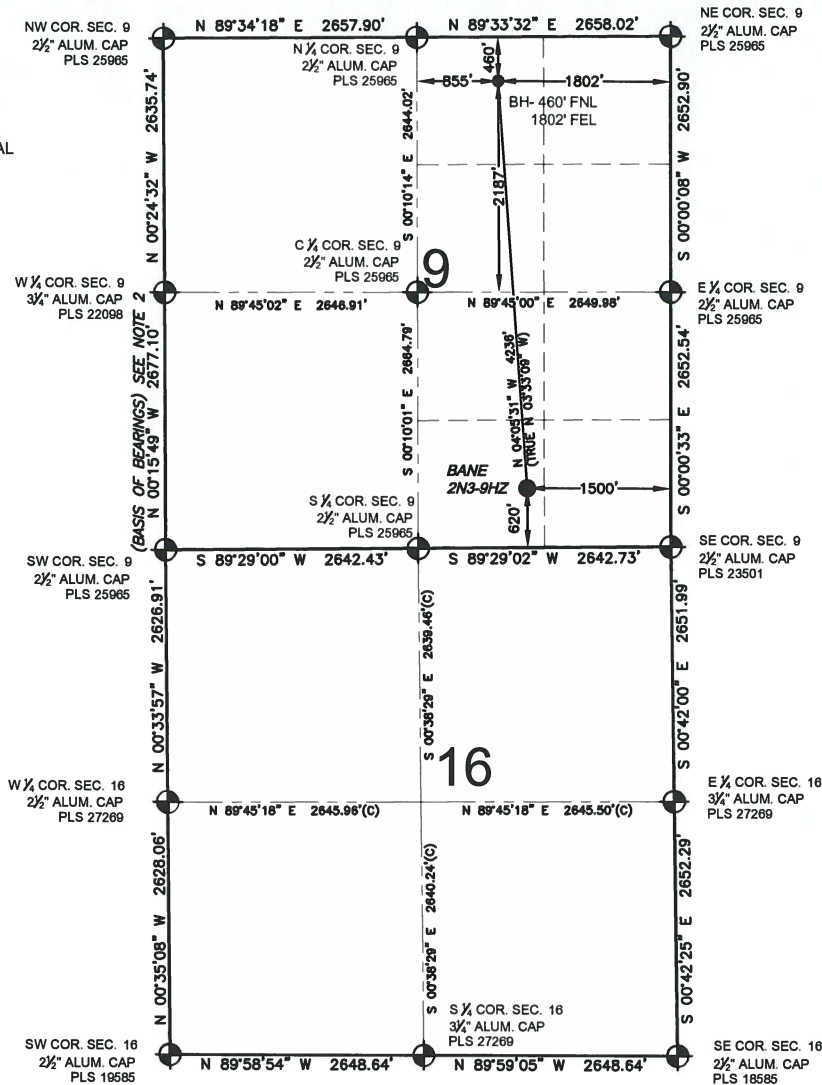 NW COR. SEC. 9
2½" ALUM. CAP
PLS 25965
N 89°34'18" E 2657.90'
N ¼ COR. SEC. 9
2½" ALUM. CAP
PLS 25965
N 89°33'32" E 2658.02'
NE COR. SEC. 9
2½" ALUM. CAP
PLS 25965
460'
855'
1802'
BH- 460' FNL
1802' FEL
AL
N 00°24'32" W 2635.74'
S 00°10'14" E 2644.02'
2187'
S 00°00'08" W 2652.90'
C ¼ COR. SEC. 9
2½" ALUM. CAP
PLS 25965
9
W ¼ COR. SEC. 9
3¼" ALUM. CAP
PLS 22098
N 89°45'02" E 2646.91'
N 89°45'00" E 2649.98'
E ¼ COR. SEC. 9
2½" ALUM. CAP
PLS 25965
(BASIS OF BEARINGS) SEE NOTE 2
N 00°15'49" W 2677.10'
S 00°10'01" E 2664.79'
N 04°05'31" W 4236'
(TRUE N 03°33'09" W)
S 00°00'33" E 2652.54'
BANE
2N3-9HZ
1500'
620'
S ¼ COR. SEC. 9
2½" ALUM. CAP
PLS 25965
SW COR. SEC. 9
2½" ALUM. CAP
PLS 25965
S 89°29'00" W 2642.43'
S 89°29'02" W 2642.73'
SE COR. SEC. 9
2½" ALUM. CAP
PLS 23501
N 00°33'57" W 2626.91'
S 00°38'29" E 2639.46'(C)
S 00°42'00" E 2651.99'
16
W ¼ COR. SEC. 16
2½" ALUM. CAP
PLS 27269
N 89°45'18" E 2645.96'(C)
N 89°45'18" E 2645.50'(C)
E ¼ COR. SEC. 16
3¼" ALUM. CAP
PLS 27269
N 00°35'08" W 2628.06'
S 00°38'29" E 2640.24'(C)
S 00°42'25" E 2652.29'
S ¼ COR. SEC. 16
3¼" ALUM. CAP
PLS 27269
SW COR. SEC. 16
2½" ALUM. CAP
PLS 19585
N 89°58'54" W 2648.64'
N 89°59'05" W 2648.64'
SE COR. SEC. 16
2½" ALUM. CAP
PLS 18585